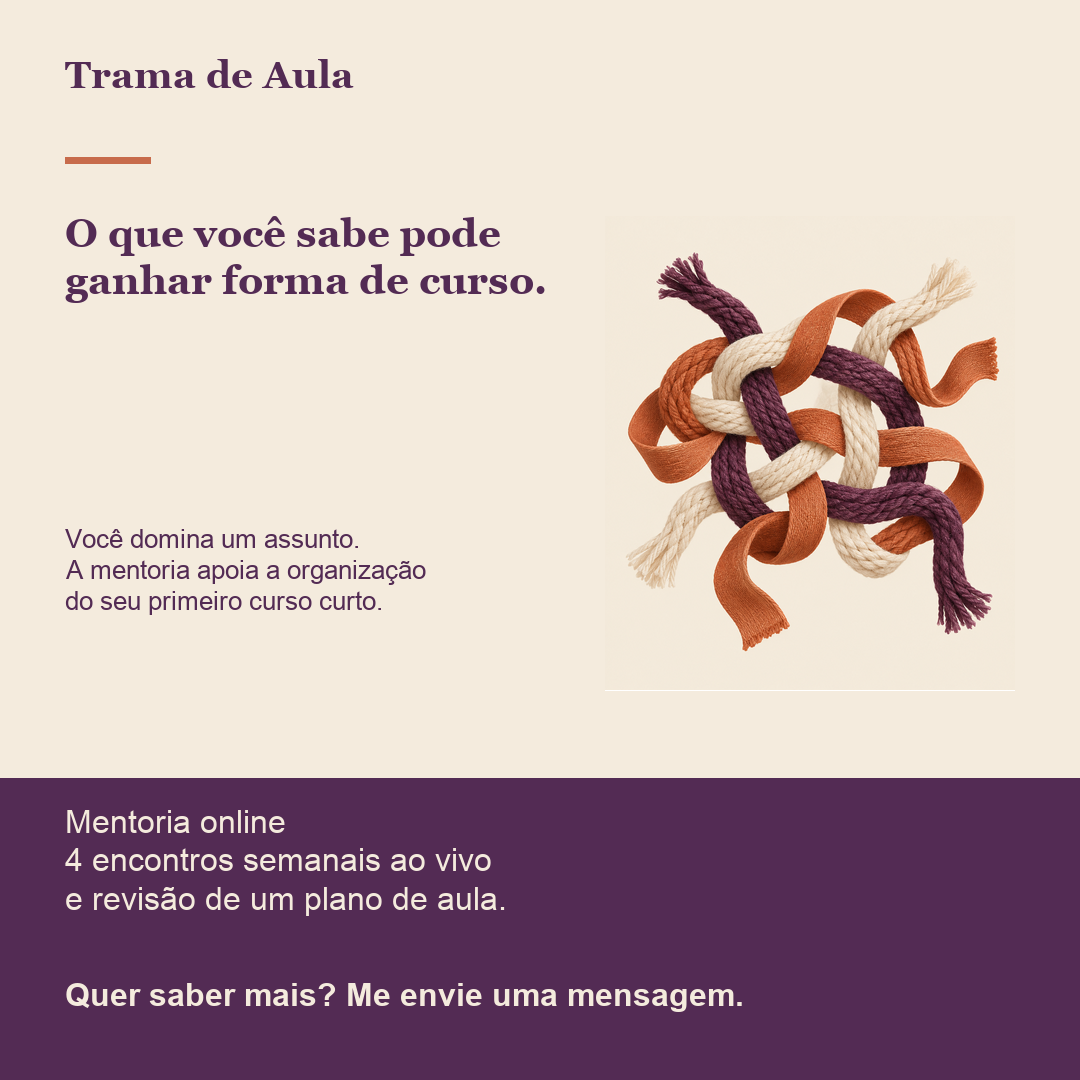 Trama de Aula
O que você sabe pode
ganhar forma de curso.
Você domina um assunto.
A mentoria apoia a organização
do seu primeiro curso curto.
Mentoria online
4 encontros semanais ao vivo
e revisão de um plano de aula.
Quer saber mais? Me envie uma mensagem.